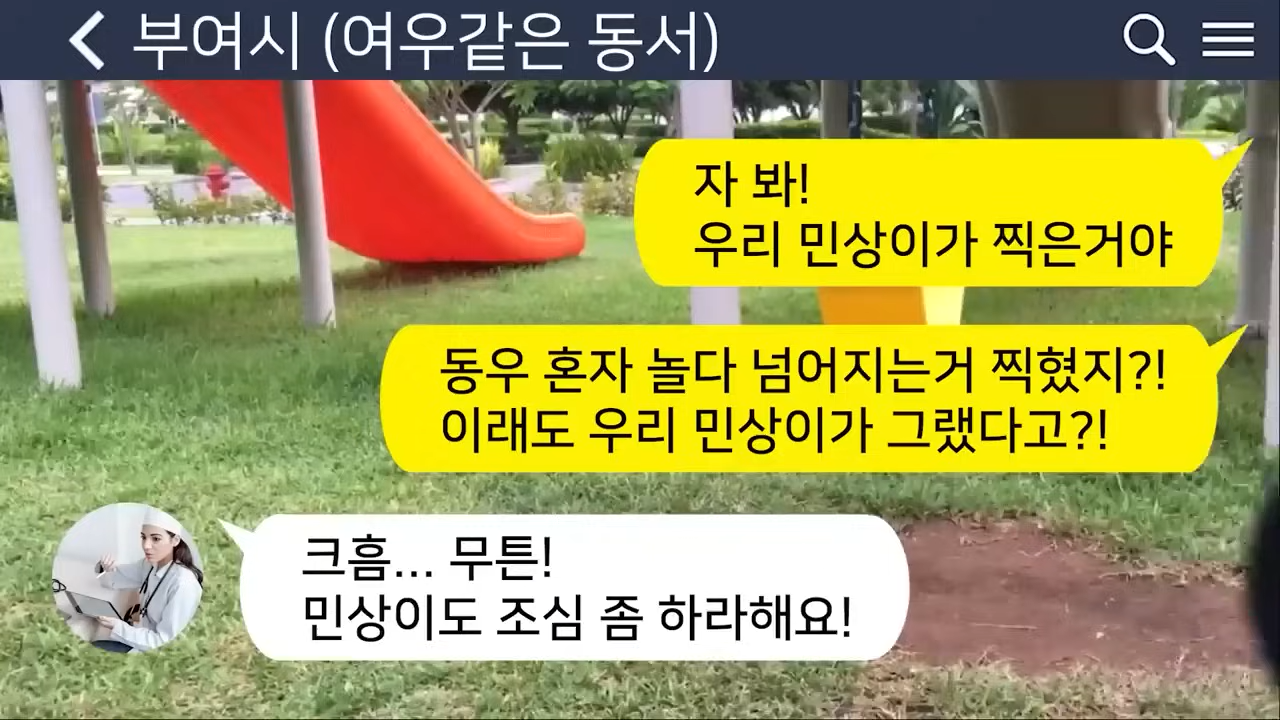 부여시 (여우같은 동서)
자 봐!
우리 민상이가 찍은거야
동우 혼자 놀다 넘어지는거 찍혔지?!
이래도 우리 민상이가 그랬다고?!
크흠... 무튼!
민상이도 조심 좀 하라해요!